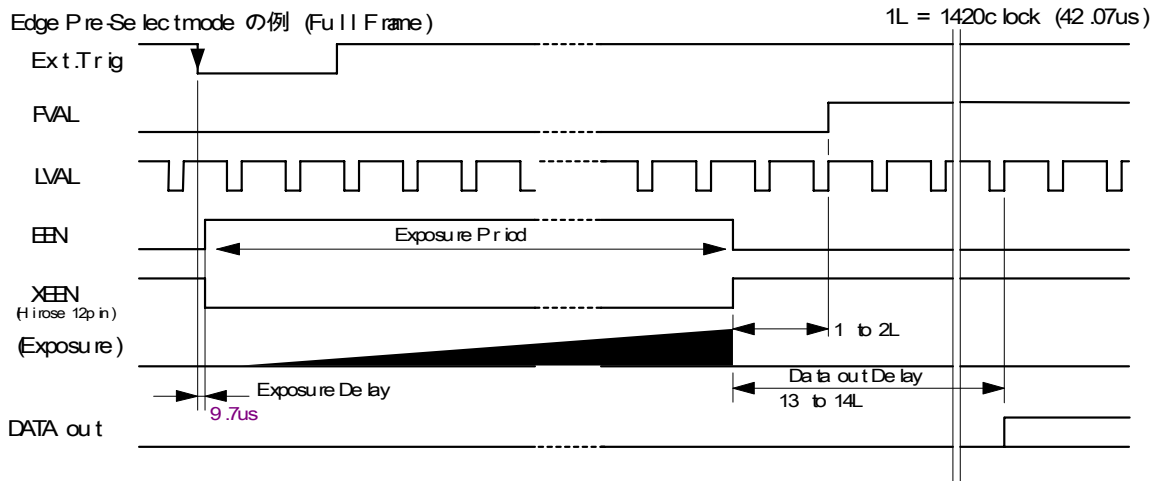 Edge Pre-Select mode の例 (Full Frame)
1L = 1420clock (42.07us)
Ext.Trig
FVAL
LVAL
EEN
Exposure Priod
XEEN
(Hirose 12pin)
1 to 2L
(Exposure)
Exposure Delay
9.7us
Data out Delay
13 to 14L
DATA out